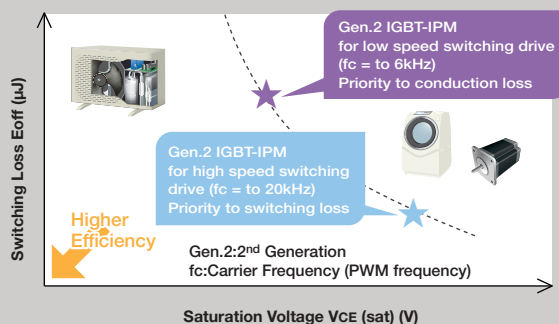 Switching Loss Eoff (μJ)
Gen.2 IGBT-IPM
for low speed switching drive
(fc = to 6kHz)
Priority to conduction loss
Gen.2 IGBT-IPM
for high speed switching
drive (fc = to 20kHz)
Priority to switching loss
Higher
Efficiency
Gen.2:2nd Generation
fc:Carrier Frequency (PWM frequency)
Saturation Voltage VCE (sat) (V)